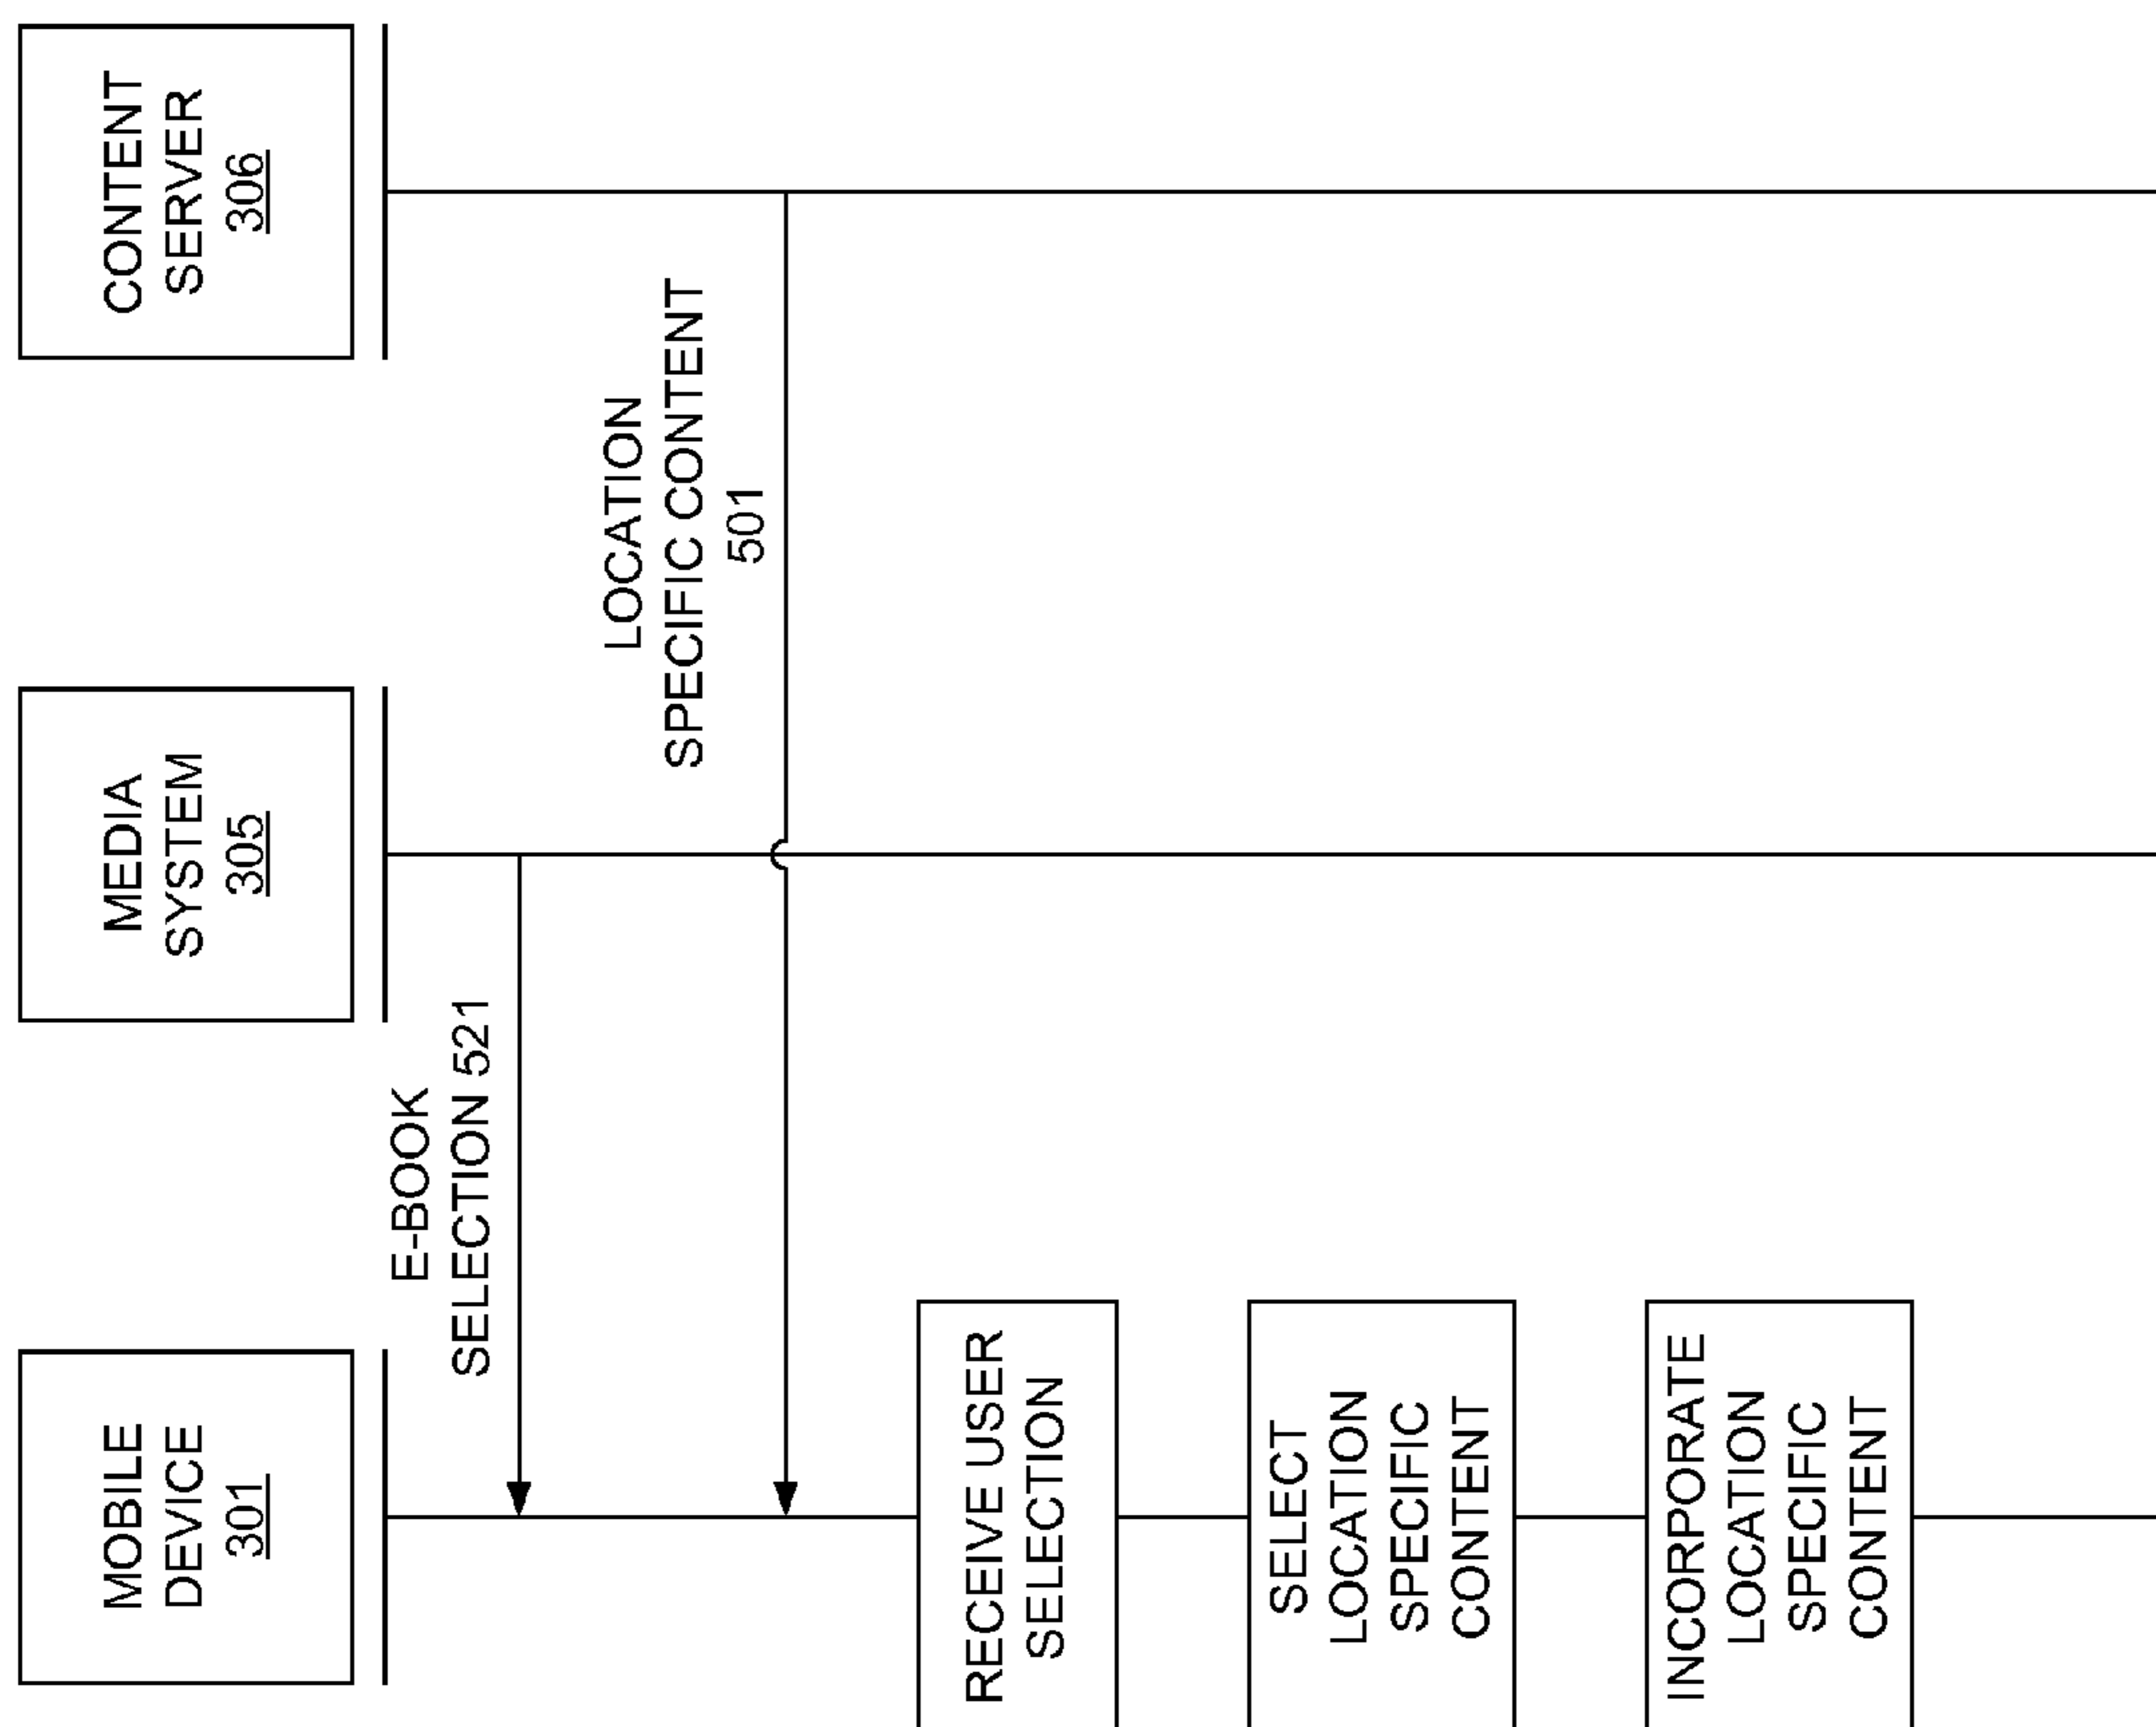 MOBILE
DEVICE
301
MEDIA
SYSTEM
305
CONTENT
SERVER
306
E-BOOK
SELECTION 521
LOCATION
SPECIFIC CONTENT
501
RECEIVE USER
SELECTION
SELECT
LOCATION
SPECIFIC
CONTENT
INCORPORATE
LOCATION
SPECIFIC
CONTENT